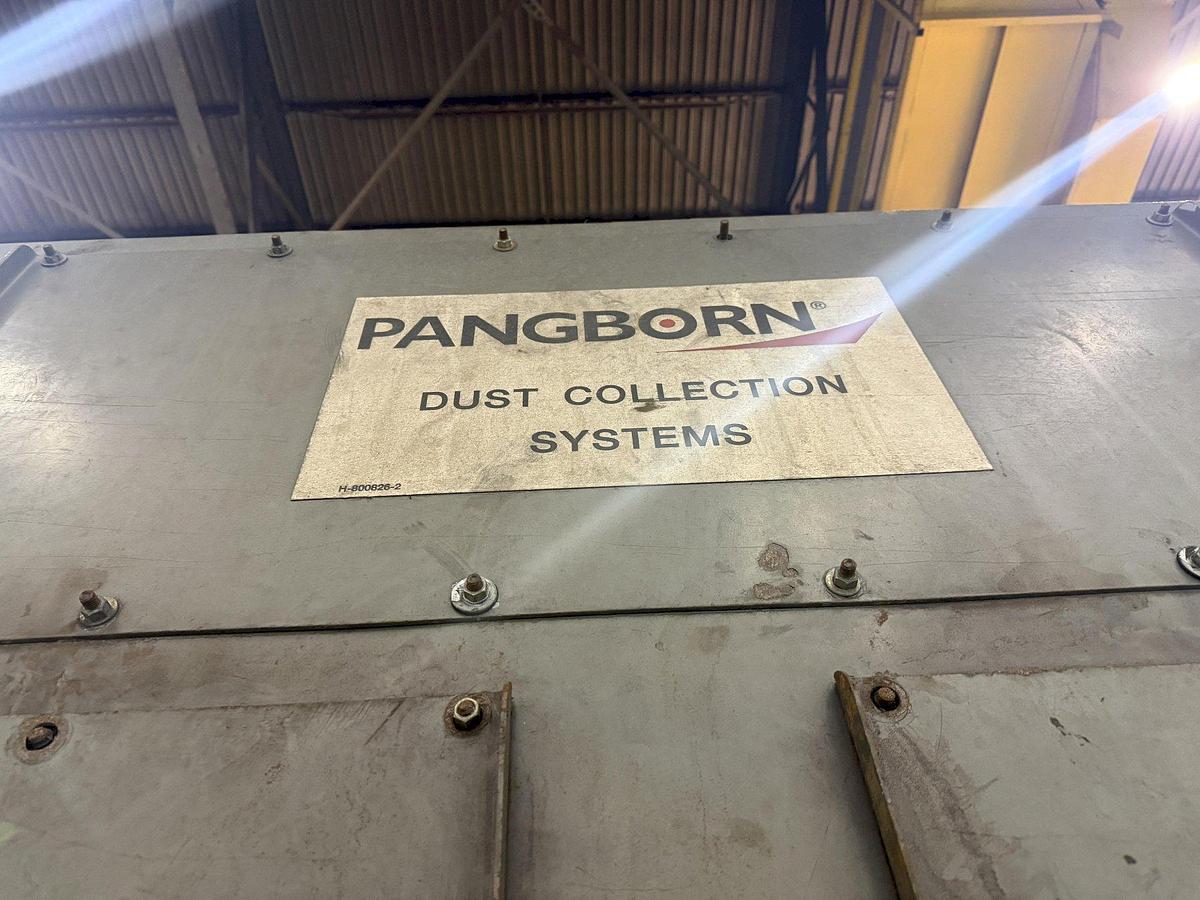 PANGBORN®
DUST COLLECTION
SYSTEMS
H-800826-2